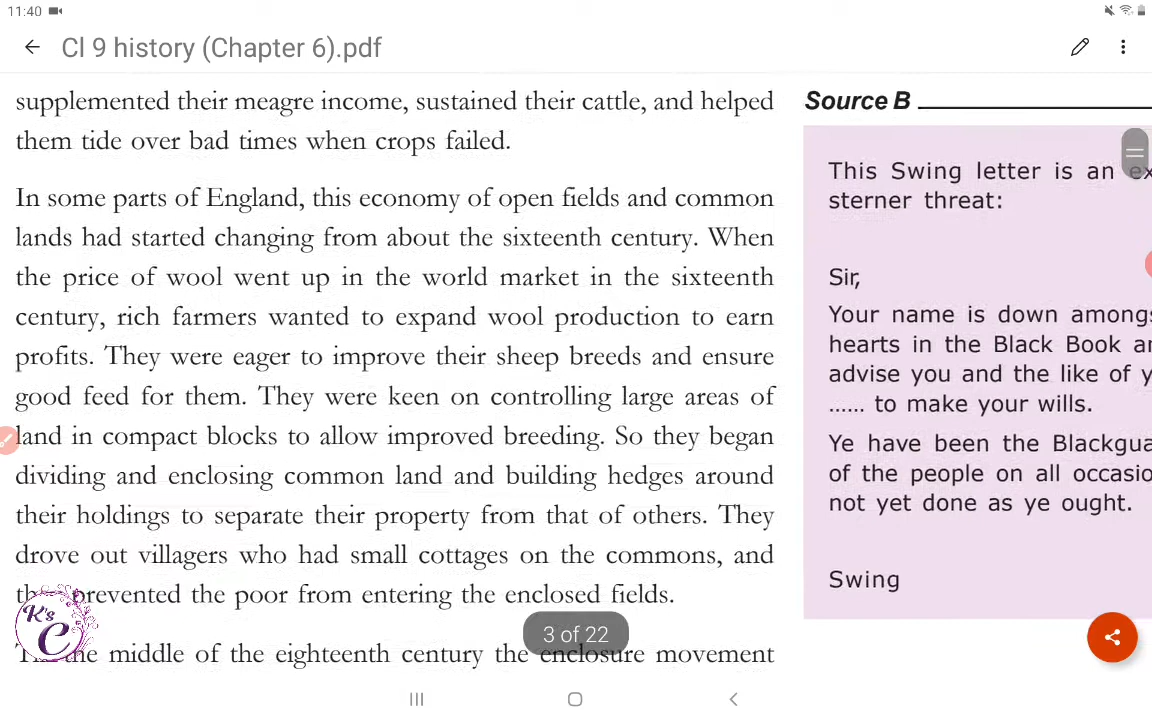 11:40
Cl 9 history (Chapter 6).pdf
supplemented their meagre income, sustained their cattle, and helped
them tide over bad times when crops failed.
In some parts of England, this economy of open fields and common
lands had started changing from about the sixteenth century. When
the price of wool went up in the world market in the sixteenth
century, rich farmers wanted to expand wool production to earn
profits. They were eager to improve their sheep breeds and ensure
good feed for them. They were keen on controlling large areas of
land in compact blocks to allow improved breeding. So they began
dividing and enclosing common land and building hedges around
their holdings to separate their property from that of others. They
drove out villagers who had small cottages on the commons, and
prevented the poor from entering the enclosed fields.
the middle of the eighteenth century the enclosure movement
Source B
This Swing letter is an ex
sterner threat:
Sir,
Your name is down amongs
hearts in the Black Book an
advise you and the like of y
...... to make your wills.
Ye have been the Blackgua
of the people on all occasio
not yet done as ye ought.
Swing
K's
C
3 of 22